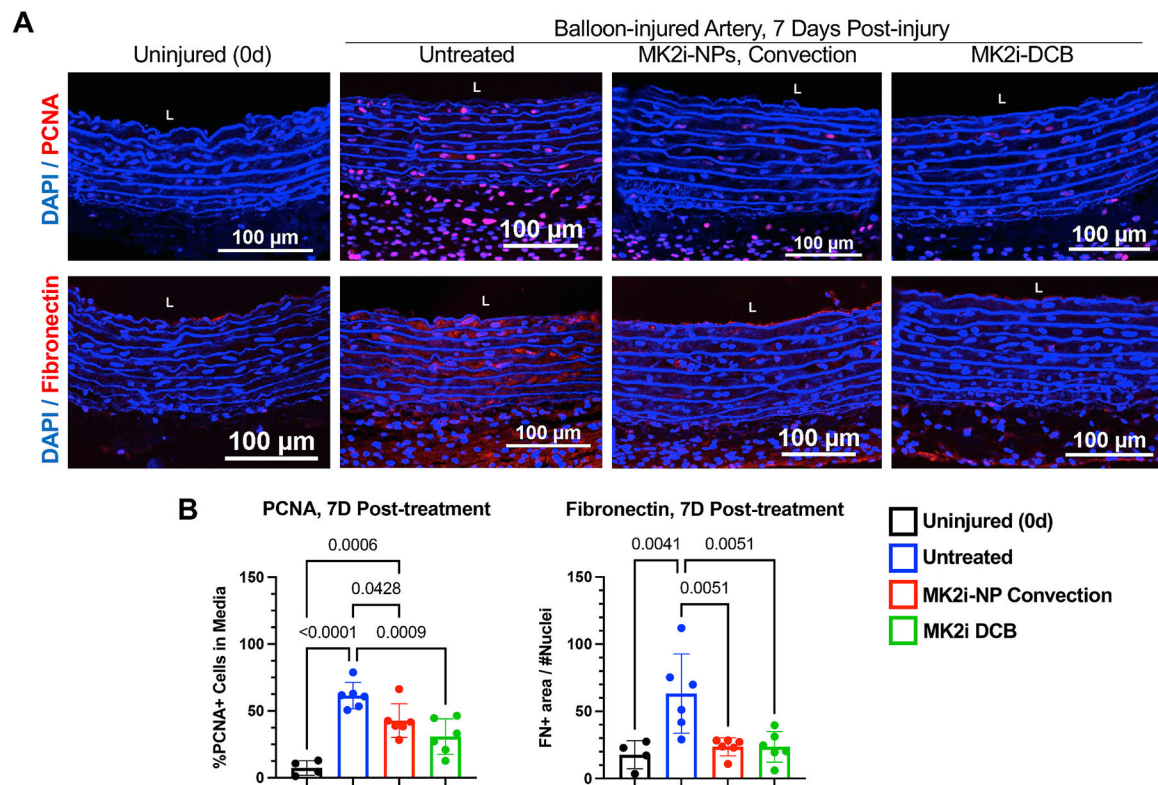 A
Balloon-injured Artery, 7 Days Post-injury
Uninjured (0d) Untreated MK2i-NPs, Convection MK2i-DCB
DAPI / PCNA
L L L L
100 µm 100 µm 100 µm 100 µm
DAPI / Fibronectin
L L L L
100 µm 100 µm 100 µm 100 µm
B
PCNA, 7D Post-treatment
%PCNA+ Cells in Media
150
100
50
0
0.0006
0.0428
<0.0001 0.0009
Fibronectin, 7D Post-treatment
FN+ area / #Nuclei
150
100
50
0
0.0041 0.0051
0.0051
Uninjured (0d)
Untreated
MK2i-NP Convection
MK2i DCB